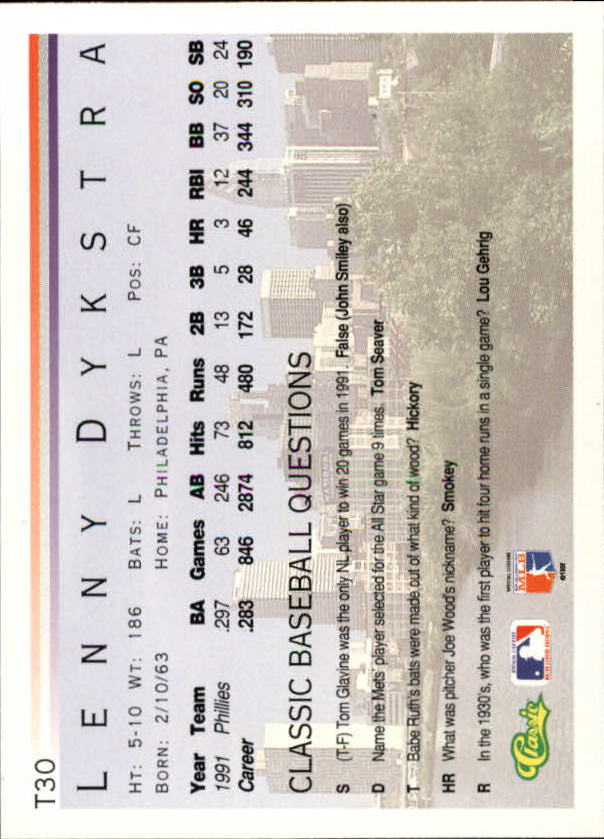 T30
LENNY DYKSTRA
HT: 5-10 WT: 186 BATS: L THROWS: L POS: CF
BORN: 2/10/63 HOME: PHILADELPHIA, PA
Year Team BA Games AB Hits Runs 2B 3B HR RBI BB SO SB
1991 Phillies .297 63 246 73 48 13 5 3 12 37 20 24
Career .283 846 2874 812 480 172 28 46 244 344 310 190
CLASSIC BASEBALL QUESTIONS
S (T-F) Tom Glavine was the only NL player to win 20 games in 1991. False (John Smiley also)
D Name the Mets' player selected for the All Star game 9 times. Tom Seaver
T Babe Ruth's bats were made out of what kind of wood? Hickory
HR What was pitcher Joe Wood's nickname? Smokey
R In the 1930's, who was the first player to hit four home runs in a single game? Lou Gehrig
Classic
MLB